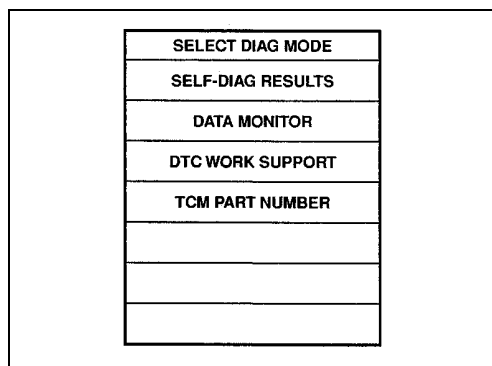 SELECT DIAG MODE
SELF-DIAG RESULTS
DATA MONITOR
DTC WORK SUPPORT
TCM PART NUMBER